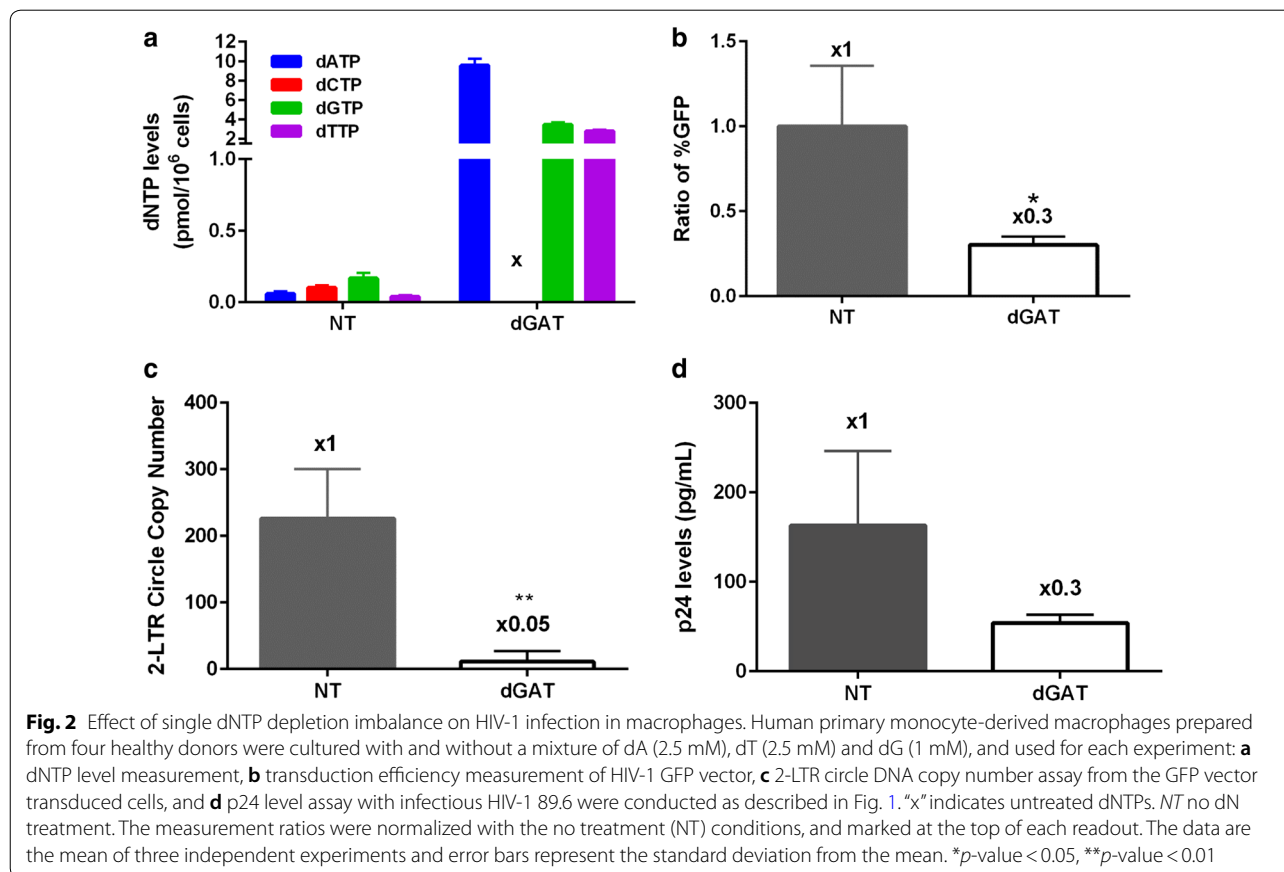 a
12
10
8
6
4
2
1.0
0.5
0.0
dNTP levels
(pmol/10⁶ cells)
dATP
dCTP
dGTP
dTTP
x
NT
dGAT
b
1.5
1.0
0.5
0.0
Ratio of %GFP
x1
*
x0.3
NT
dGAT
c
400
300
200
100
0
2-LTR Circle Copy Number
x1
**
x0.05
NT
dGAT
d
300
200
100
0
p24 levels (pg/mL)
x1
x0.3
NT
dGAT
Fig. 2 Effect of single dNTP depletion imbalance on HIV-1 infection in macrophages. Human primary monocyte-derived macrophages prepared
from four healthy donors were cultured with and without a mixture of dA (2.5 mM), dT (2.5 mM) and dG (1 mM), and used for each experiment: a
dNTP level measurement, b transduction efficiency measurement of HIV-1 GFP vector, c 2-LTR circle DNA copy number assay from the GFP vector
transduced cells, and d p24 level assay with infectious HIV-1 89.6 were conducted as described in Fig. 1. “x” indicates untreated dNTPs. NT no dN
treatment. The measurement ratios were normalized with the no treatment (NT) conditions, and marked at the top of each readout. The data are
the mean of three independent experiments and error bars represent the standard deviation from the mean. *p-value < 0.05, **p-value < 0.01